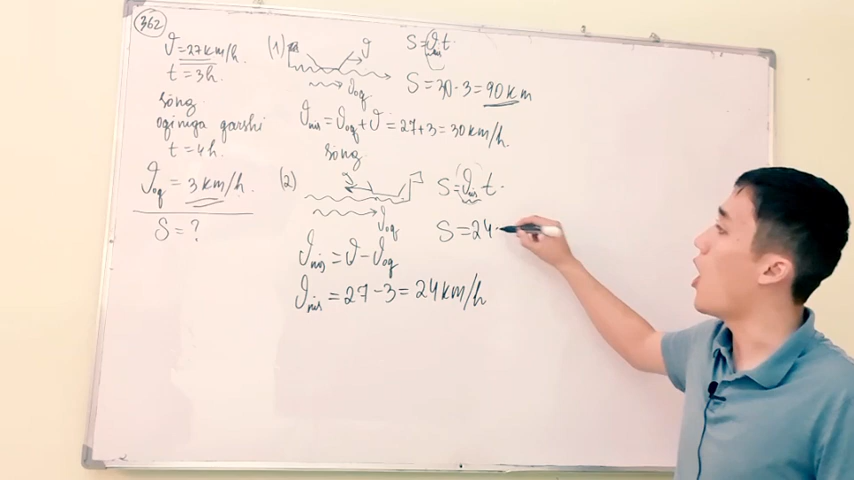 362
ϑ = 27 km/h.
t = 3h.
song
oqimga qarshi
t = 4h.
ϑoq = 3 km/h.
S = ?
(1)
ϑ
ϑoq
S = ϑnis t.
S = 30 · 3 = 90 km
ϑnis = ϑoq + ϑ = 27 + 3 = 30 km/h.
song
(2)
ϑoq
S = ϑnis t.
S = 24 ·
ϑnis = ϑ - ϑoq
ϑnis = 27 - 3 = 24 km/h